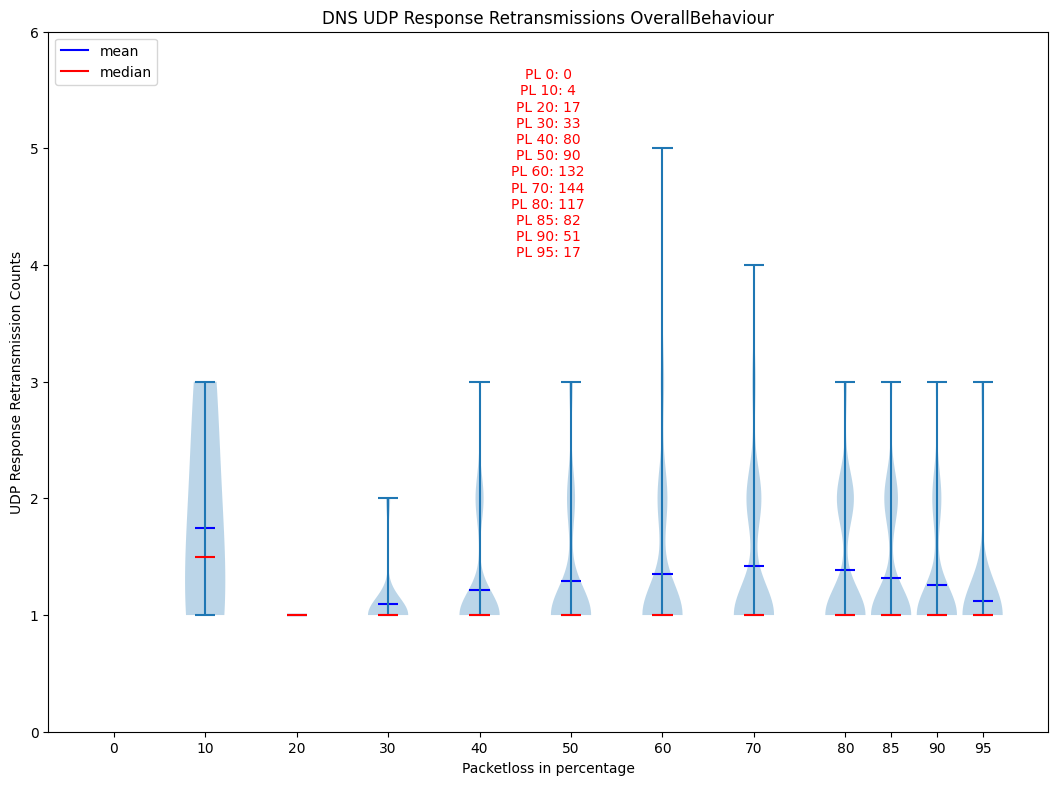 DNS UDP Response Retransmissions OverallBehaviour
mean
median
PL 0: 0
PL 10: 4
PL 20: 17
PL 30: 33
PL 40: 80
PL 50: 90
PL 60: 132
PL 70: 144
PL 80: 117
PL 85: 82
PL 90: 51
PL 95: 17
UDP Response Retransmission Counts
6
5
4
3
2
1
0
0 10 20 30 40 50 60 70 80 85 90 95
Packetloss in percentage